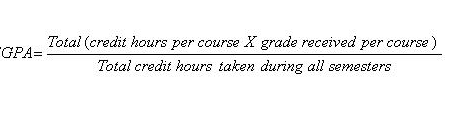 GPA= Total (credit hours per course X grade received per course )
Total credit hours taken during all semesters